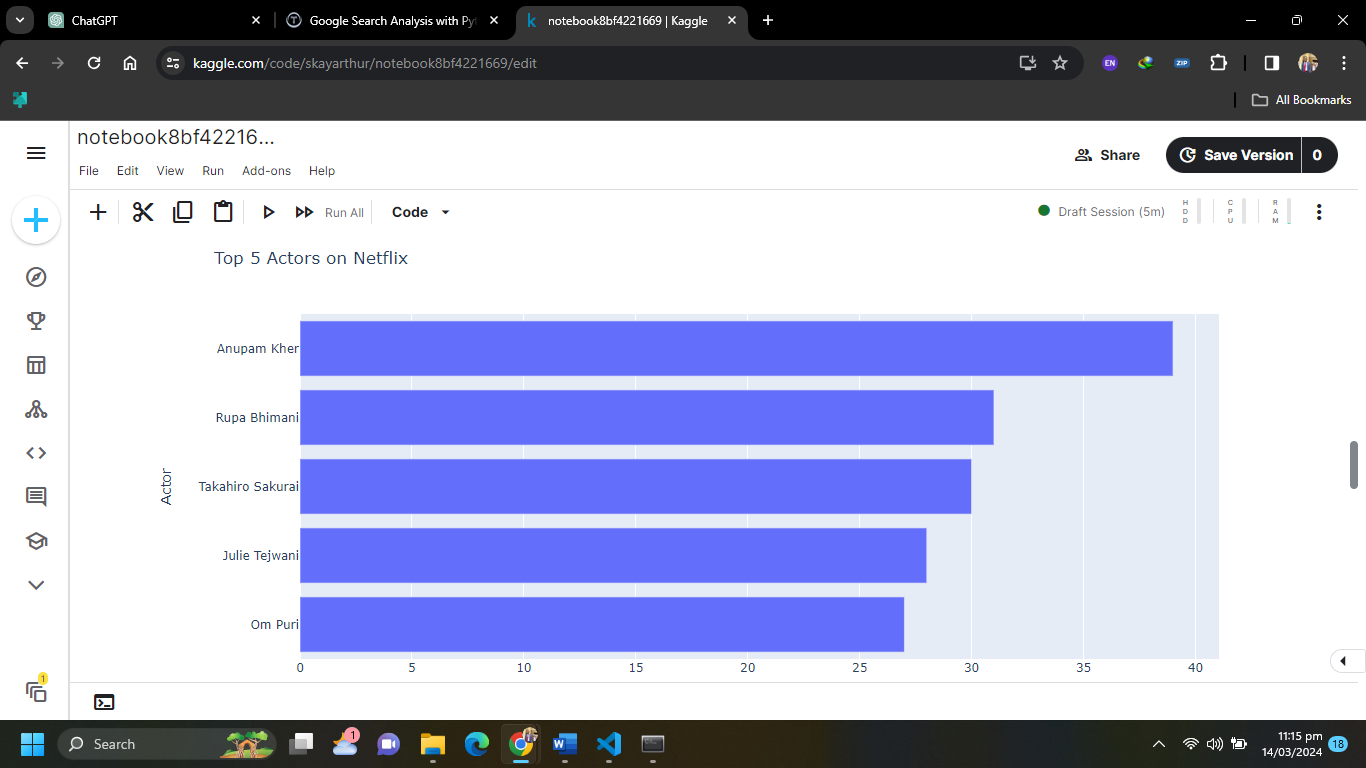 ChatGPT
Google Search Analysis with Pyt
notebook8bf4221669 | Kaggle
kaggle.com/code/skayarthur/notebook8bf4221669/edit
EN
ZIP
All Bookmarks
notebook8bf42216...
File Edit View Run Add-ons Help
Share
Save Version 0
Run All
Code
Draft Session (5m)
HDD
CPU
RAM
Top 5 Actors on Netflix
Actor
Anupam Kher
Rupa Bhimani
Takahiro Sakurai
Julie Tejwani
Om Puri
0 5 10 15 20 25 30 35 40
1
Search
1
11:15 pm
14/03/2024
18